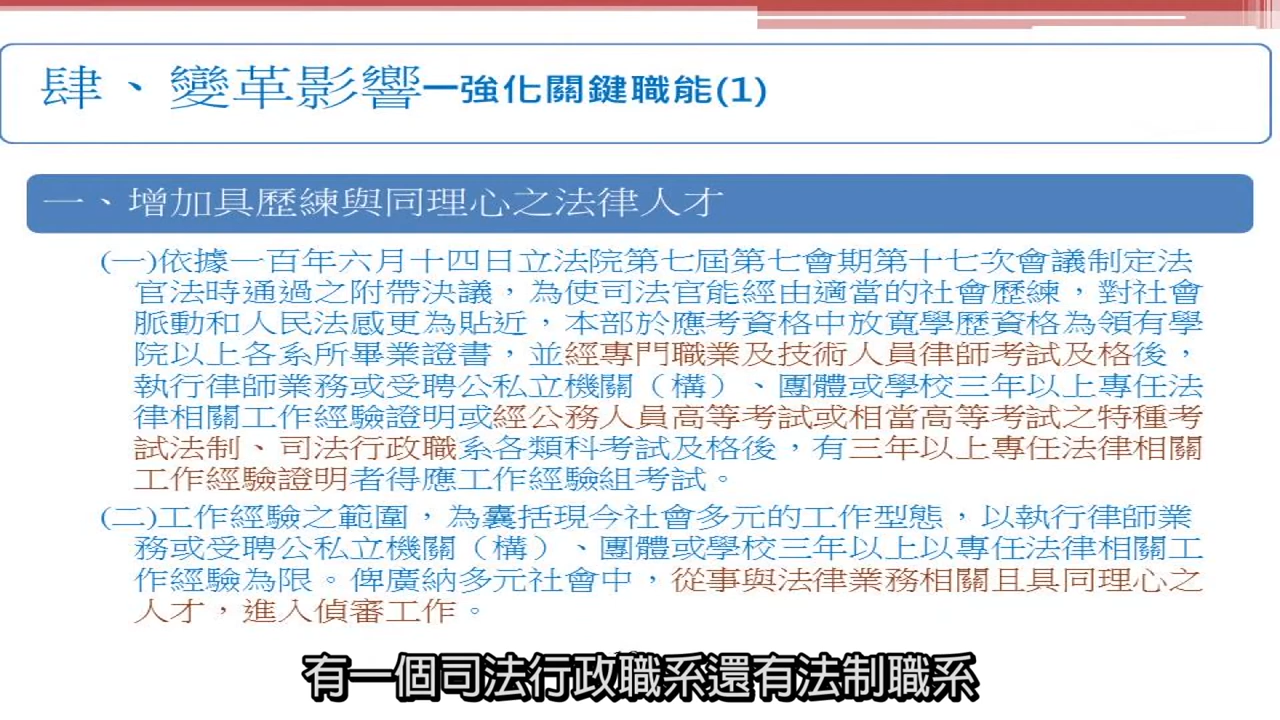 肆、變革影響—強化關鍵職能(1)
一、增加具歷練與同理心之法律人才
(一)依據一百年六月十四日立法院第七屆第七會期第十七次會議制定法
官法時通過之附帶決議，為使司法官能經由適當的社會歷練，對社會
脈動和人民法感更為貼近，本部於應考資格中放寬學歷資格為領有學
院以上各系所畢業證書，並經專門職業及技術人員律師考試及格後，
執行律師業務或受聘公私立機關（構）、團體或學校三年以上專任法
律相關工作經驗證明或經公務人員高等考試或相當高等考試之特種考
試法制、司法行政職系各類科考試及格後，有三年以上專任法律相關
工作經驗證明者得應工作經驗組考試。
(二)工作經驗之範圍，為囊括現今社會多元的工作型態，以執行律師業
務或受聘公私立機關（構）、團體或學校三年以上以專任法律相關工
作經驗為限。俾廣納多元社會中，從事與法律業務相關且具同理心之
人才，進入偵審工作。
有一個司法行政職系還有法制職系